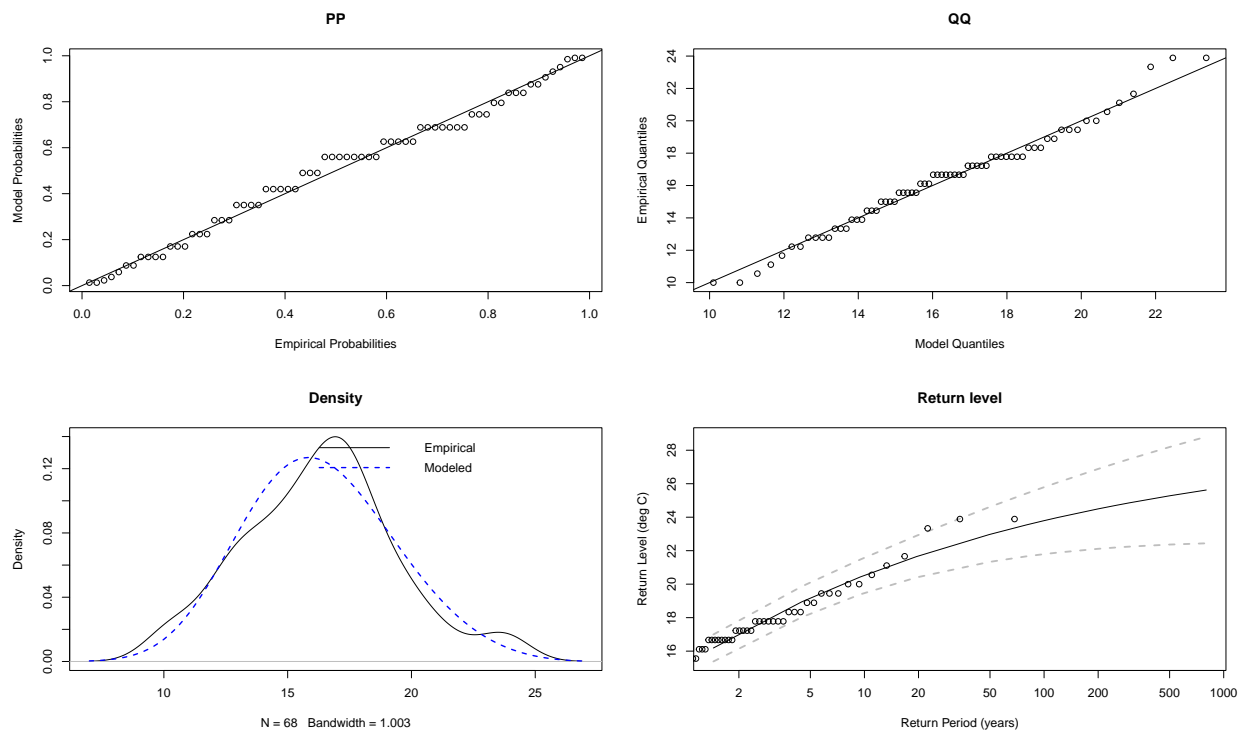 PP
Model Probabilities
0.0 0.2 0.4 0.6 0.8 1.0
0.0 0.2 0.4 0.6 0.8 1.0
Empirical Probabilities
QQ
Empirical Quantiles
10 12 14 16 18 20 22 24
10 12 14 16 18 20 22
Model Quantiles
Density
Density
0.00 0.04 0.08 0.12
Empirical
Modeled
10 15 20 25
N = 68 Bandwidth = 1.003
Return level
Return Level (deg C)
16 18 20 22 24 26 28
2 5 10 20 50 100 200 500 1000
Return Period (years)